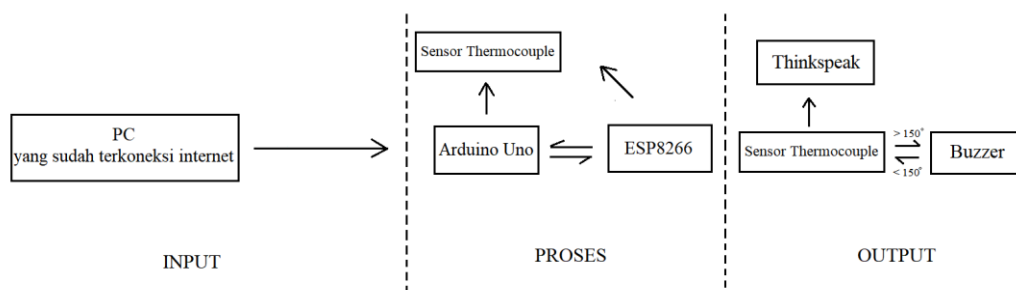 PC
yang sudah terkoneksi internet
INPUT
Sensor Thermocouple
Arduino Uno
ESP8266
PROSES
Thinkspeak
Sensor Thermocouple
> 150°
< 150°
Buzzer
OUTPUT